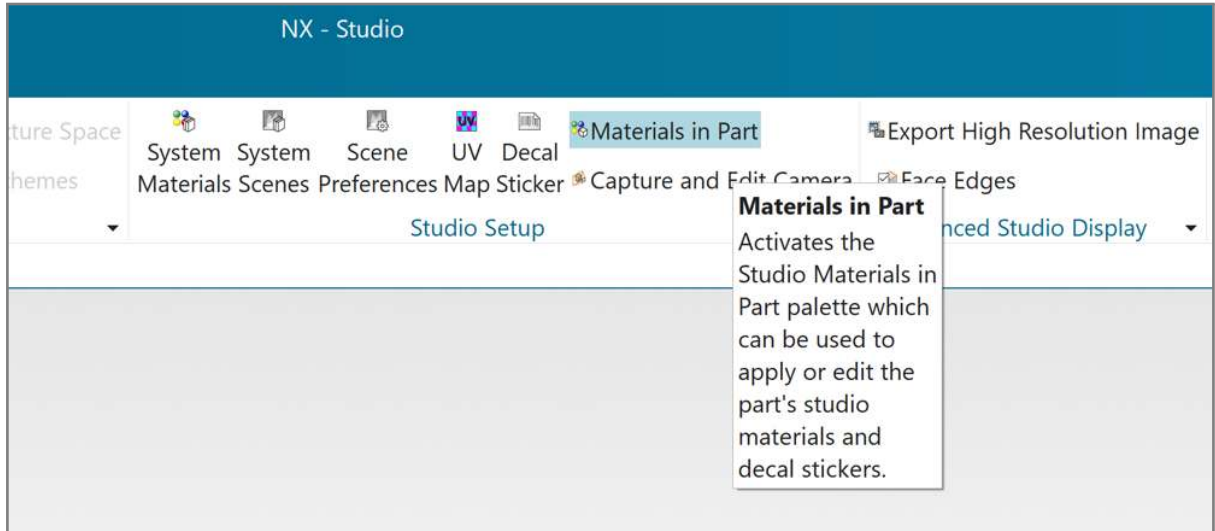 NX - Studio
ture Space
hemes
System Materials
System Scenes
Scene Preferences
UV Map
Decal Sticker
Materials in Part
Capture and Edit Camera
Studio Setup
Export High Resolution Image
Face Edges
nced Studio Display
Materials in Part
Activates the
Studio Materials in
Part palette which
can be used to
apply or edit the
part's studio
materials and
decal stickers.